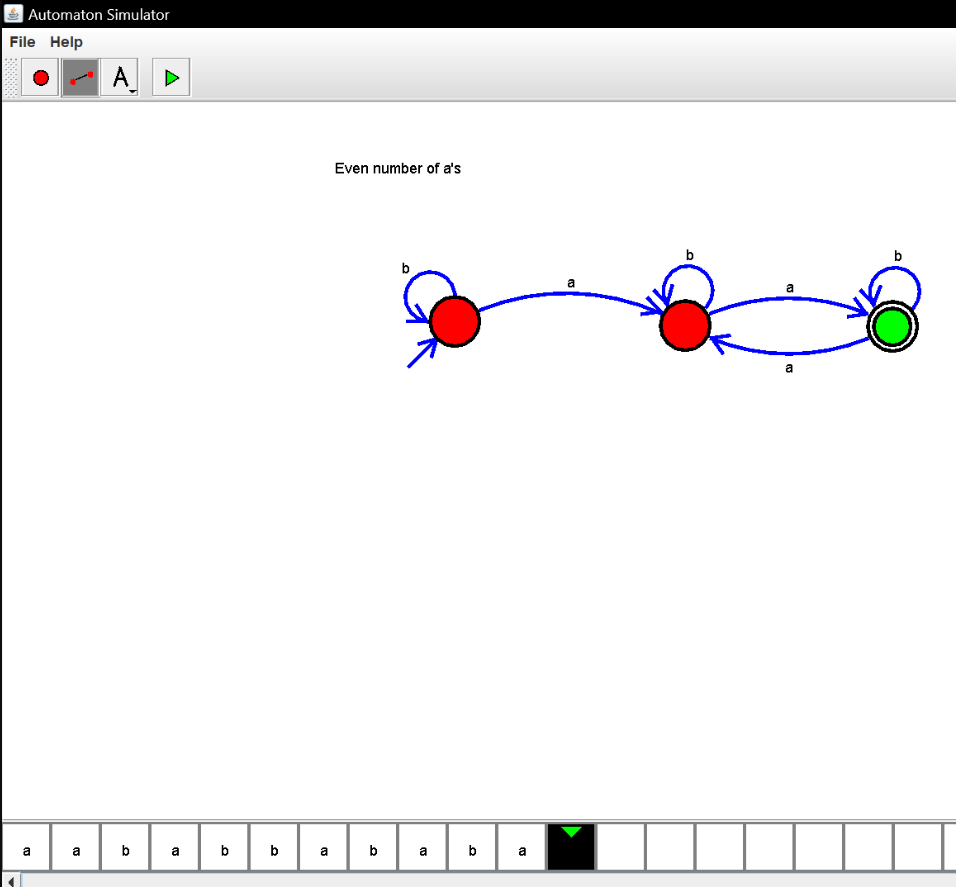 Automaton Simulator
File Help
A
Even number of a's
b b b
a a
a
a a b a b b a b a b a